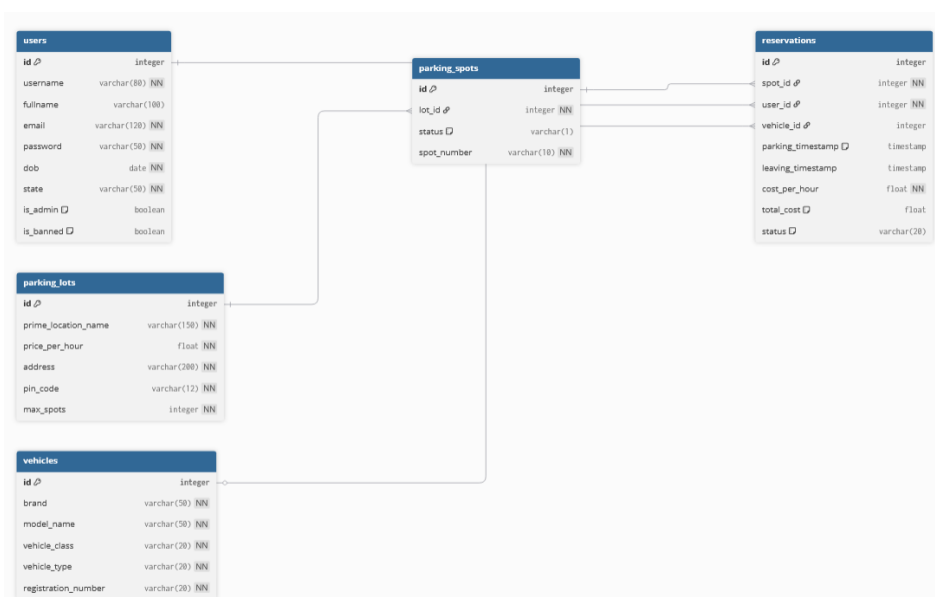 users
id integer
username varchar(80) NN
fullname varchar(100)
email varchar(120) NN
password varchar(50) NN
dob date NN
state varchar(50) NN
is_admin boolean
is_banned boolean
parking_spots
id integer
lot_id integer NN
status varchar(1)
spot_number varchar(10) NN
reservations
id integer
spot_id integer NN
user_id integer NN
vehicle_id integer
parking_timestamp timestamp
leaving_timestamp timestamp
cost_per_hour float NN
total_cost float
status varchar(20)
parking_lots
id integer
prime_location_name varchar(150) NN
price_per_hour float NN
address varchar(200) NN
pin_code varchar(12) NN
max_spots integer NN
vehicles
id integer
brand varchar(50) NN
model_name varchar(50) NN
vehicle_class varchar(20) NN
vehicle_type varchar(20) NN
registration_number varchar(20) NN